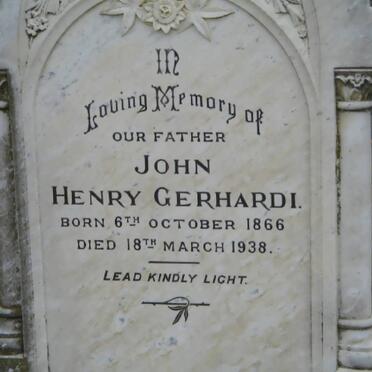 In
Loving Memory of
OUR FATHER
JOHN
HENRY GERHARDI.
BORN 6TH OCTOBER 1866
DIED 18TH MARCH 1938.
LEAD KINDLY LIGHT.